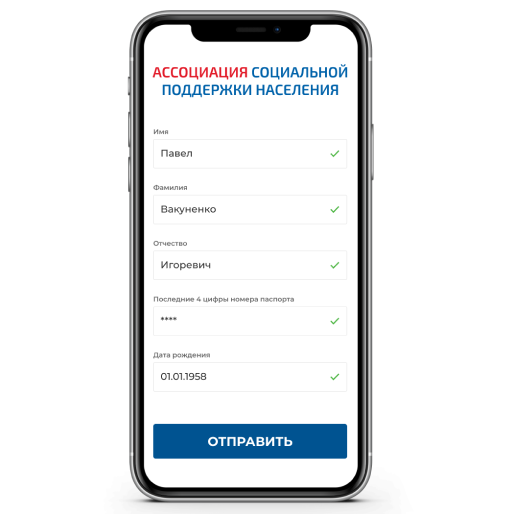 АССОЦИАЦИЯ СОЦИАЛЬНОЙ
ПОДДЕРЖКИ НАСЕЛЕНИЯ
Имя
Павел
Фамилия
Вакуненко
Отчество
Игоревич
Последние 4 цифры номера паспорта
****
Дата рождения
01.01.1958
ОТПРАВИТЬ